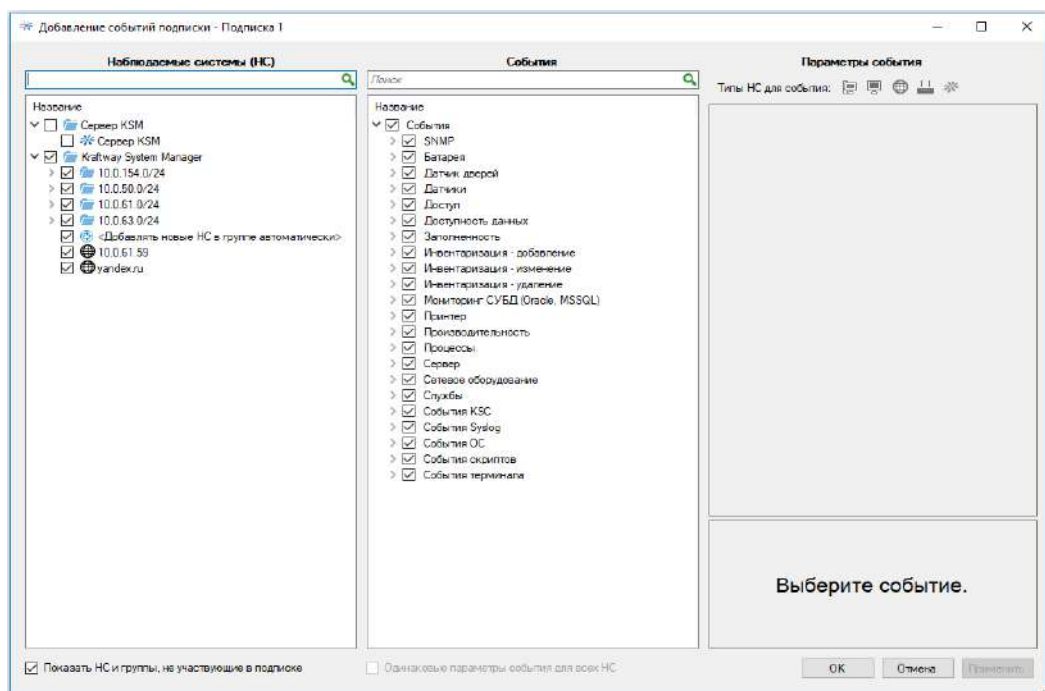 Добавление событий подписки - Подписка 1
Наблюдаемые системы (НС)
События
Параметры события
Поиск
Типы НС для события:
Название
Сервер KSM
Сервер KSM
Kraftway System Manager
10.0.154.0/24
10.0.50.0/24
10.0.61.0/24
10.0.63.0/24
<Добавлять новые НС в группе автоматически>
10.0.61.59
yandex.ru
Название
События
SNMP
Батарея
Датчик дверей
Датчики
Доступ
Доступность данных
Заполненность
Инвентаризация - добавление
Инвентаризация - изменение
Инвентаризация - удаление
Мониторинг СУБД (Oracle, MSSQL)
Принтер
Производительность
Процессы
Сервер
Сетевое оборудование
Службы
События KSC
События Syslog
События ОС
События скриптов
События терминала
Выберите событие.
Показать НС и группы, не участвующие в подписке
Одинаковые параметры события для всех НС
OK
Отмена
Применить